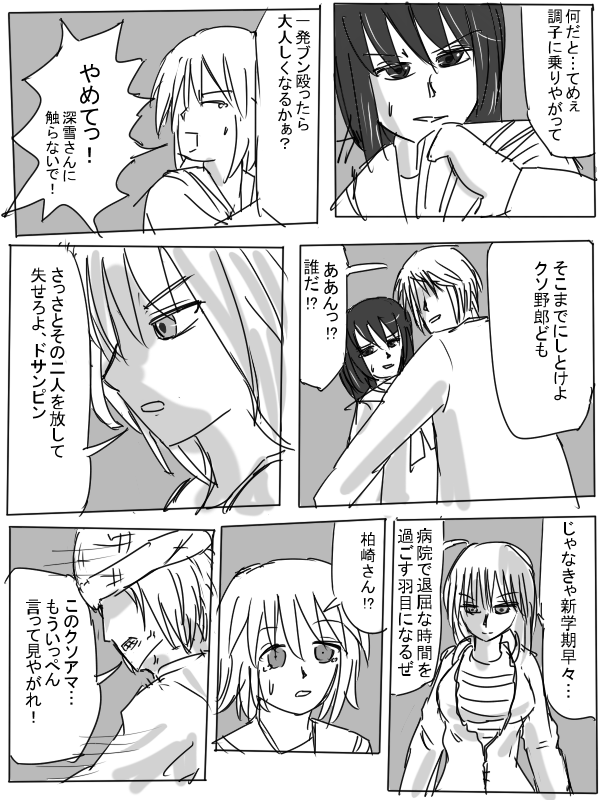 何だと…てめぇ
調子に乗りやがって
一発ブン殴ったら
大人しくなるかぁ？
やめてっ！
深雪さんに
触らないで！
そこまでにしとけよ
クソ野郎ども
ああんっ!?
誰だ!?
さっさとその二人を放して
失せろよ、ドサンピン
じゃなきゃ新学期早々…
病院で退屈な時間を
過ごす羽目になるぜ
柏崎さん!?
このクソアマ…
もういっぺん
言って見やがれ！